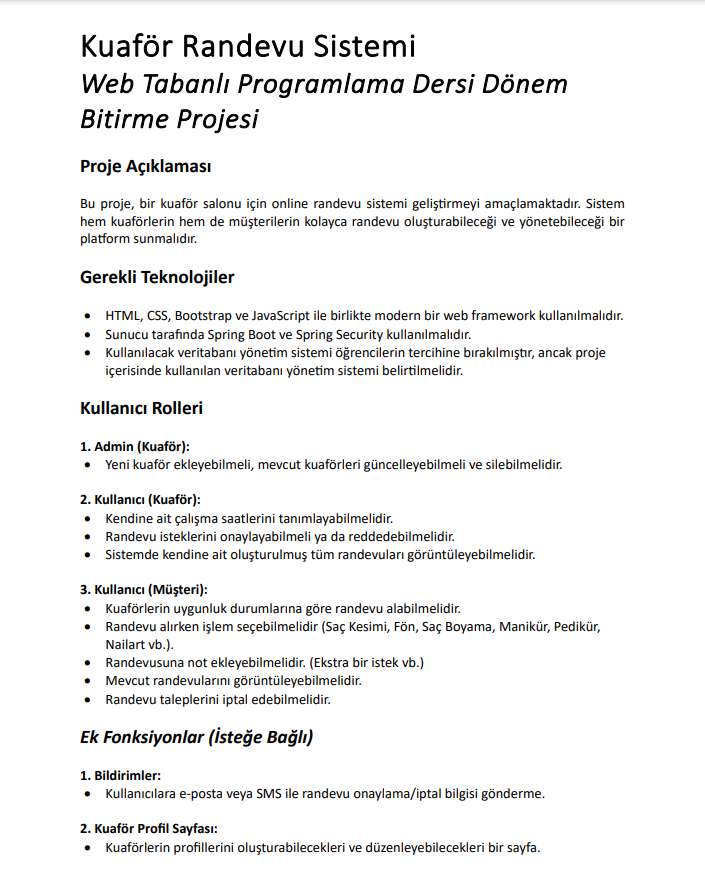 Kuaför Randevu Sistemi
Web Tabanlı Programlama Dersi Dönem
Bitirme Projesi
Proje Açıklaması
Bu proje, bir kuaför salonu için online randevu sistemi geliştirmeyi amaçlamaktadır. Sistem
hem kuaförlerin hem de müşterilerin kolayca randevu oluşturabileceği ve yönetebileceği bir
platform sunmalıdır.
Gerekli Teknolojiler
• HTML, CSS, Bootstrap ve JavaScript ile birlikte modern bir web framework kullanılmalıdır.
• Sunucu tarafında Spring Boot ve Spring Security kullanılmalıdır.
• Kullanılacak veritabanı yönetim sistemi öğrencilerin tercihine bırakılmıştır, ancak proje
içerisinde kullanılan veritabanı yönetim sistemi belirtilmelidir.
Kullanıcı Rolleri
1. Admin (Kuaför):
• Yeni kuaför ekleyebilmeli, mevcut kuaförleri güncelleyebilmeli ve silebilmelidir.
2. Kullanıcı (Kuaför):
• Kendine ait çalışma saatlerini tanımlayabilmelidir.
• Randevu isteklerini onaylayabilmeli ya da reddedebilmelidir.
• Sistemde kendine ait oluşturulmuş tüm randevuları görüntüleyebilmelidir.
3. Kullanıcı (Müşteri):
• Kuaförlerin uygunluk durumlarına göre randevu alabilmelidir.
• Randevu alırken işlem seçebilmelidir (Saç Kesimi, Fön, Saç Boyama, Manikür, Pedikür,
Nailart vb.).
• Randevusuna not ekleyebilmelidir. (Ekstra bir istek vb.)
• Mevcut randevularını görüntüleyebilmelidir.
• Randevu taleplerini iptal edebilmelidir.
Ek Fonksiyonlar (İsteğe Bağlı)
1. Bildirimler:
• Kullanıcılara e-posta veya SMS ile randevu onaylama/iptal bilgisi gönderme.
2. Kuaför Profil Sayfası:
• Kuaförlerin profillerini oluşturabilecekleri ve düzenleyebilecekleri bir sayfa.